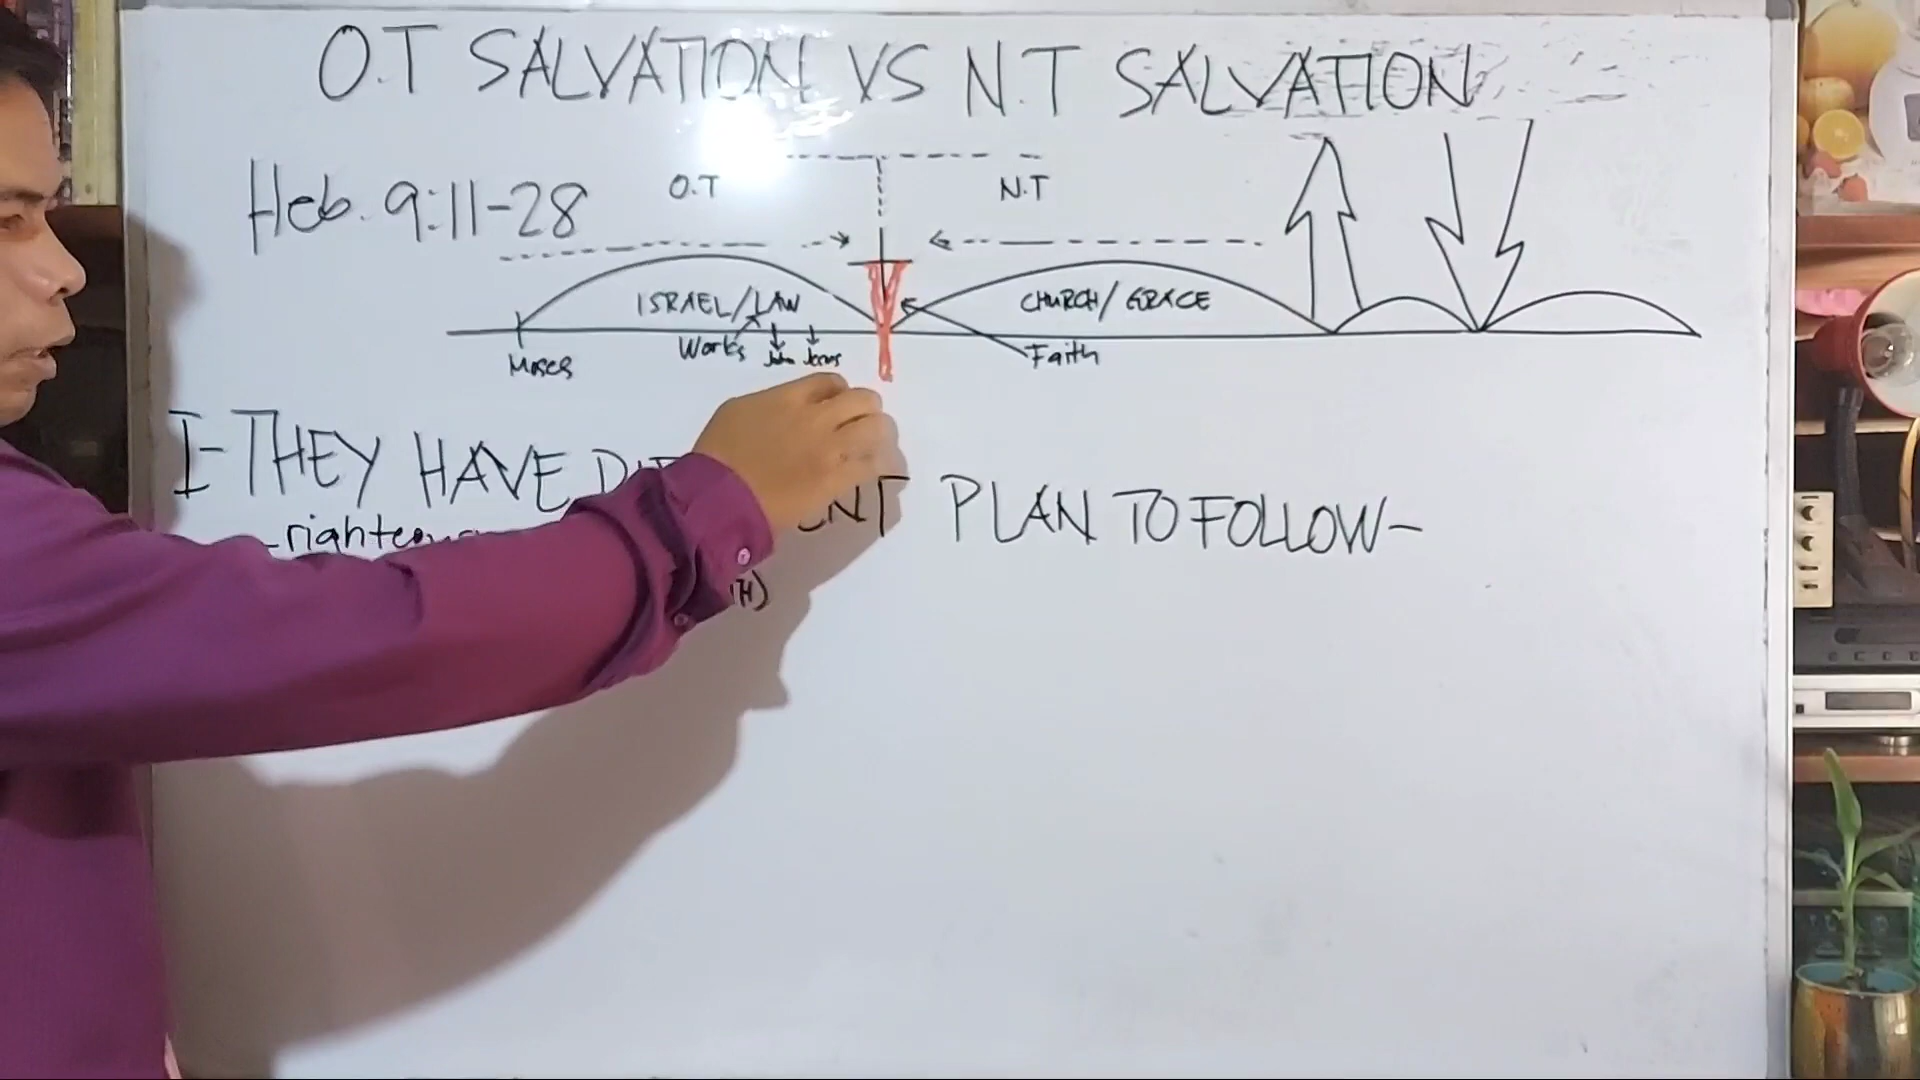 O.T SALVATION VS N.T SALVATION
Heb. 9:11-28
O.T
N.T
ISRAEL/LAW
CHURCH/GRACE
Moses
Works
John
Jesus
Faith
I-THEY HAVE PLAN TO FOLLOW-